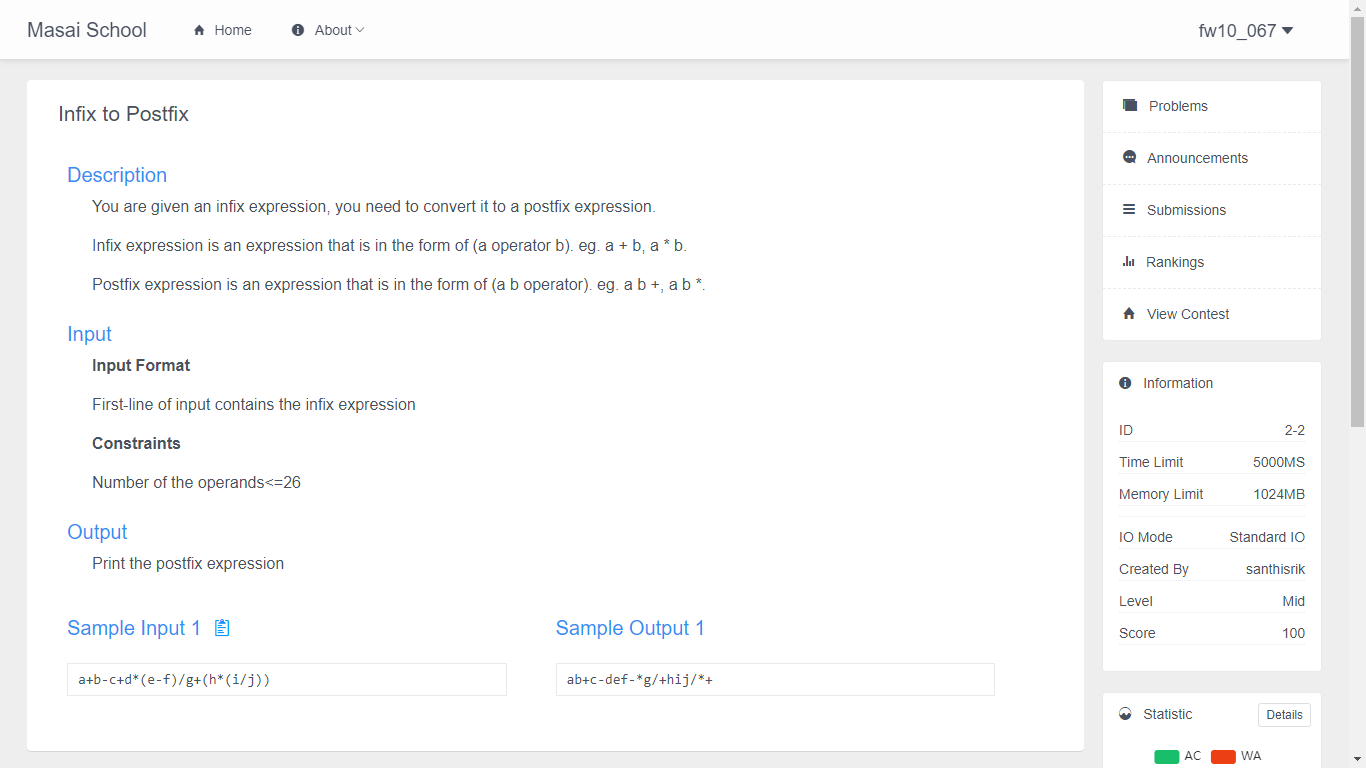 Masai School
Home
About
fw10_067
Infix to Postfix
Description
You are given an infix expression, you need to convert it to a postfix expression.
Infix expression is an expression that is in the form of (a operator b). eg. a + b, a * b.
Postfix expression is an expression that is in the form of (a b operator). eg. a b +, a b *.
Input
Input Format
First-line of input contains the infix expression
Constraints
Number of the operands<=26
Output
Print the postfix expression
Sample Input 1
a+b-c+d*(e-f)/g+(h*(i/j))
Sample Output 1
ab+c-def-*g/+hij/*+
Problems
Announcements
Submissions
Rankings
View Contest
Information
ID 2-2
Time Limit 5000MS
Memory Limit 1024MB
IO Mode Standard IO
Created By santhisrik
Level Mid
Score 100
Statistic Details
AC WA